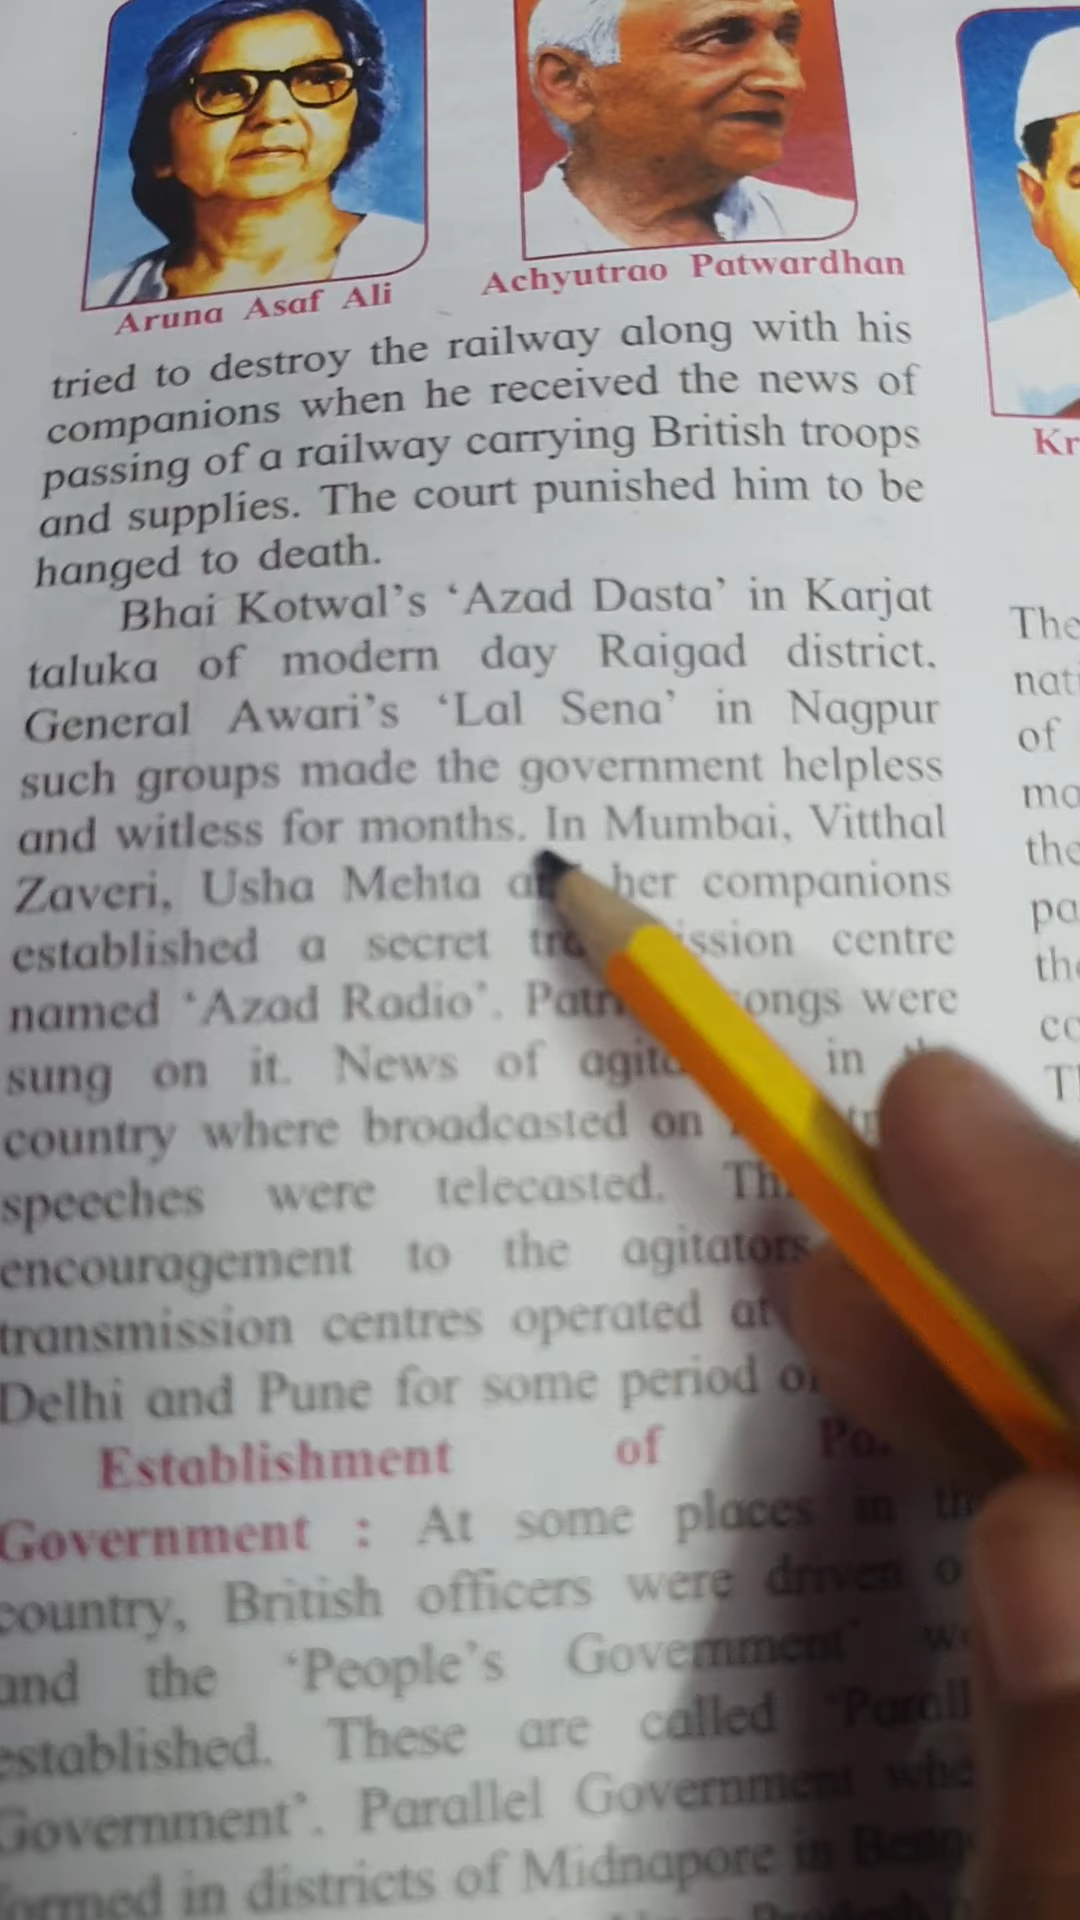 Aruna Asaf Ali
Achyutrao Patwardhan
Kr
tried to destroy the railway along with his
companions when he received the news of
passing of a railway carrying British troops
and supplies. The court punished him to be
hanged to death.
Bhai Kotwal's 'Azad Dasta' in Karjat
taluka of modern day Raigad district.
General Awari's 'Lal Sena' in Nagpur
such groups made the government helpless
and witless for months. In Mumbai, Vitthal
Zaveri, Usha Mehta her companions
established a secret centre
named 'Azad Radio'. songs were
sung on it. News of in
country where broadcasted on
speeches were telecasted.
encouragement to the agitators
transmission centres operated at
Delhi and Pune for some period
Establishment of
Government : At some places in
country, British officers were driven
and the 'People's Government'
established. These are called
Government'. Parallel Government
in districts of Midnapore in
The
of